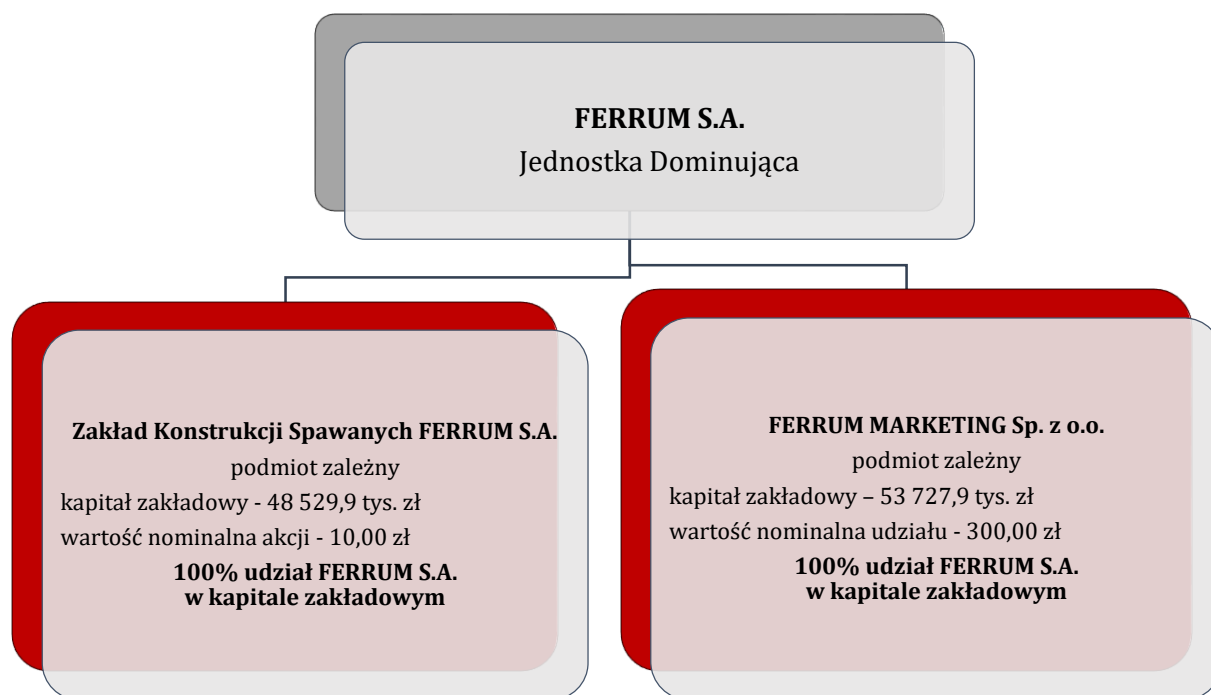 FERRUM S.A.
Jednostka Dominująca
Zakład Konstrukcji Spawanych FERRUM S.A.
podmiot zależny
kapitał zakładowy - 48 529,9 tys. zł
wartość nominalna akcji - 10,00 zł
100% udział FERRUM S.A.
w kapitale zakładowym
FERRUM MARKETING Sp. z o.o.
podmiot zależny
kapitał zakładowy – 53 727,9 tys. zł
wartość nominalna udziału - 300,00 zł
100% udział FERRUM S.A.
w kapitale zakładowym